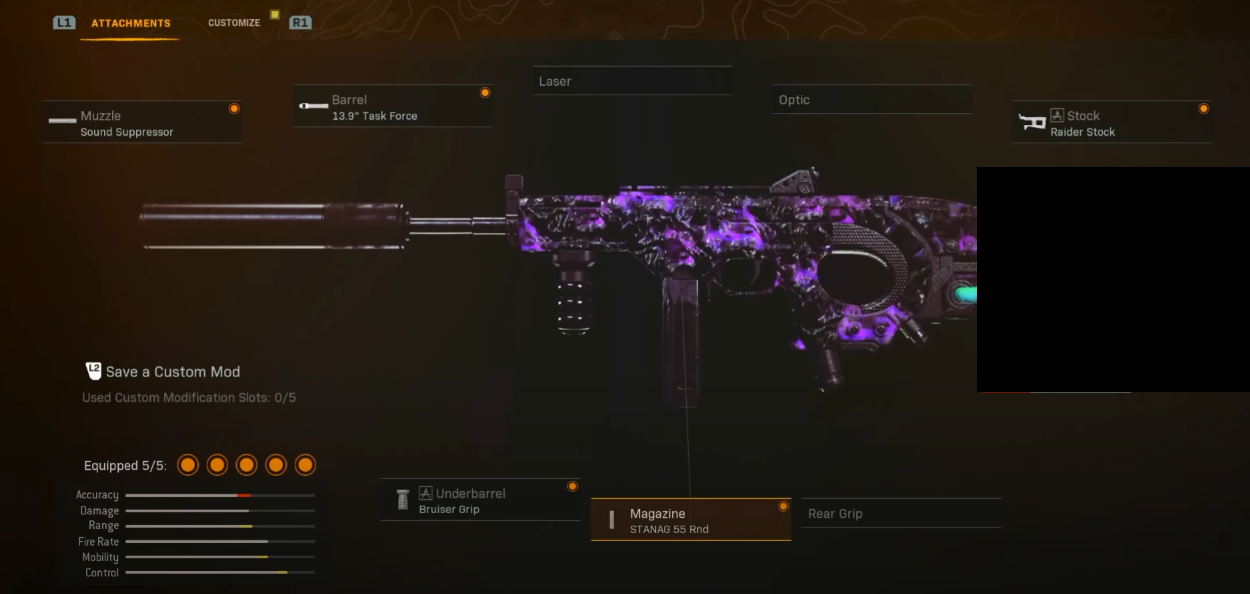 L1 ATTACHMENTS CUSTOMIZE R1
Laser
Barrel
13.9" Task Force
Optic
Muzzle
Sound Suppressor
Stock
Raider Stock
L2 Save a Custom Mod
Used Custom Modification Slots: 0/5
Equipped 5/5:
Accuracy
Damage
Range
Fire Rate
Mobility
Control
Underbarrel
Bruiser Grip
Magazine
STANAG 55 Rnd
Rear Grip